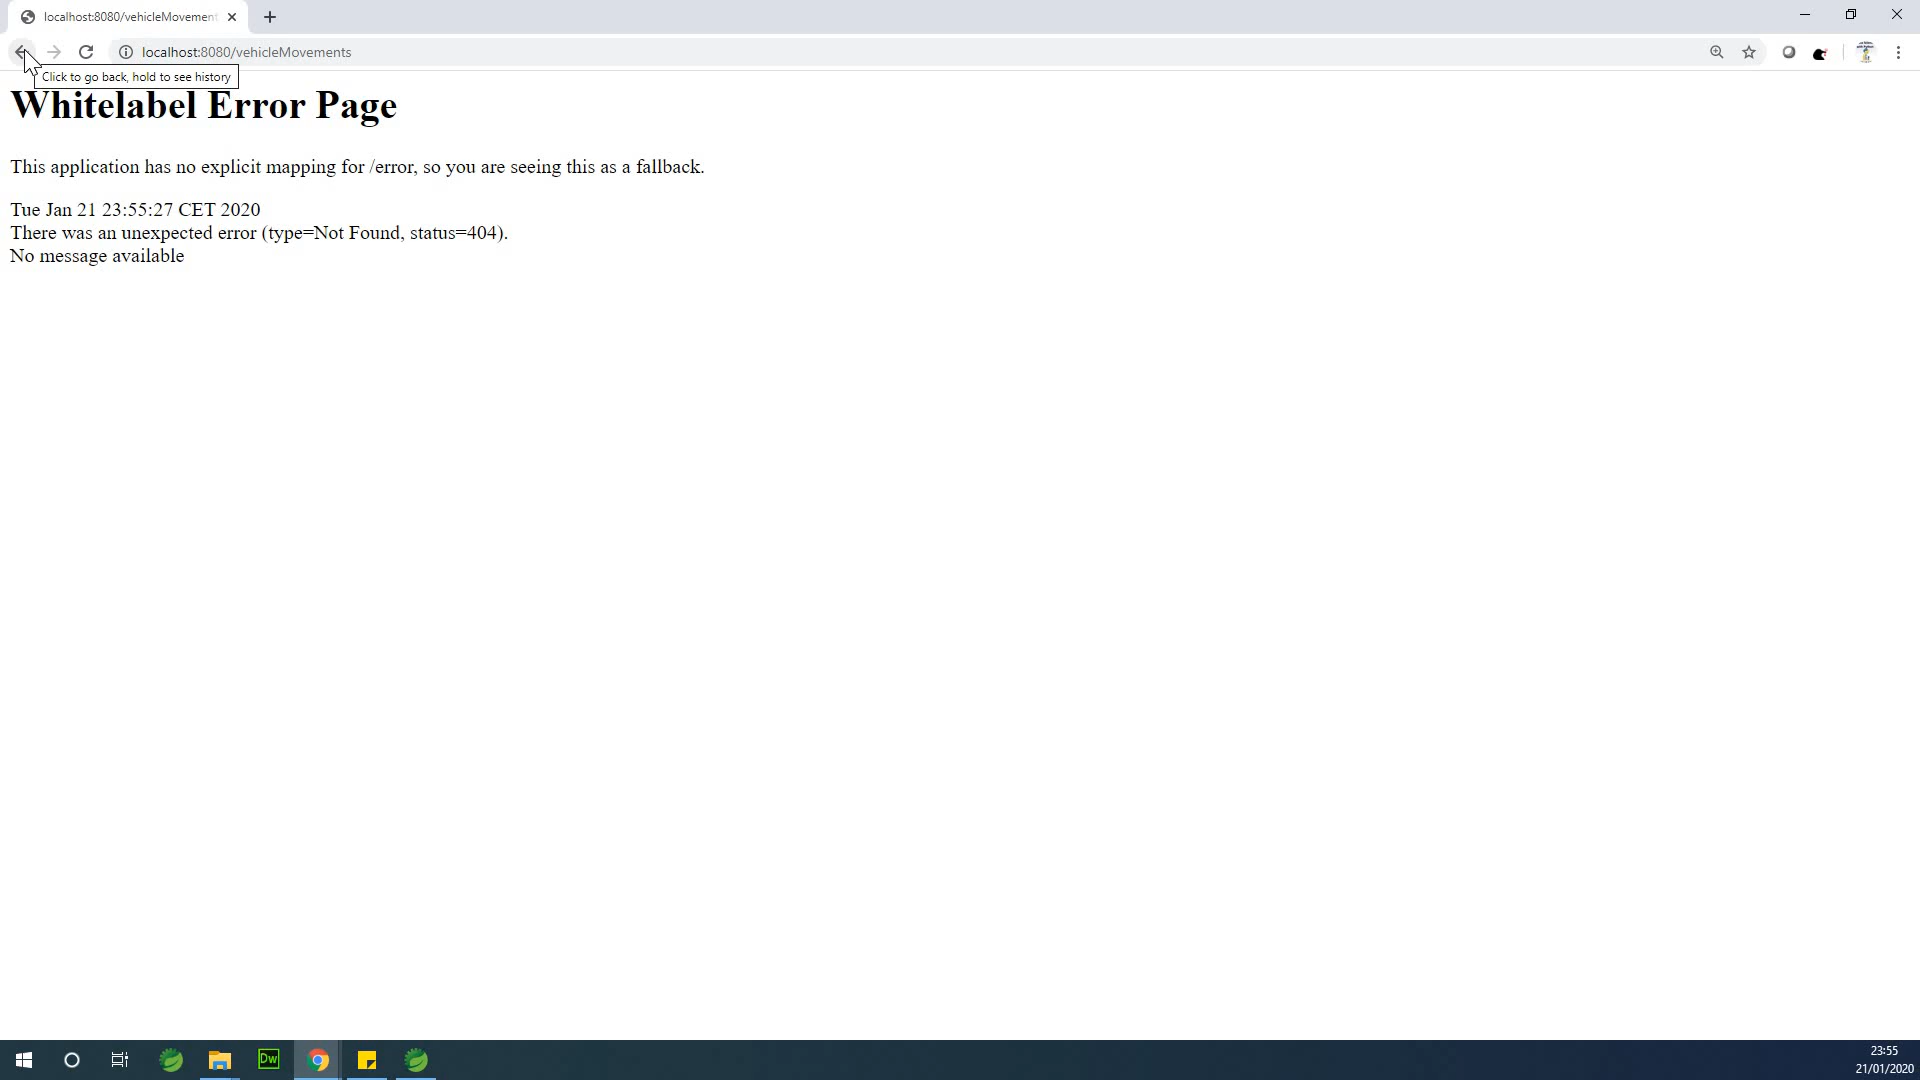 localhost:8080/vehicleMovement
localhost:8080/vehicleMovements
Click to go back, hold to see history
Whitelabel Error Page
This application has no explicit mapping for /error, so you are seeing this as a fallback.
Tue Jan 21 23:55:27 CET 2020
There was an unexpected error (type=Not Found, status=404).
No message available
Dw
23:55
21/01/2020